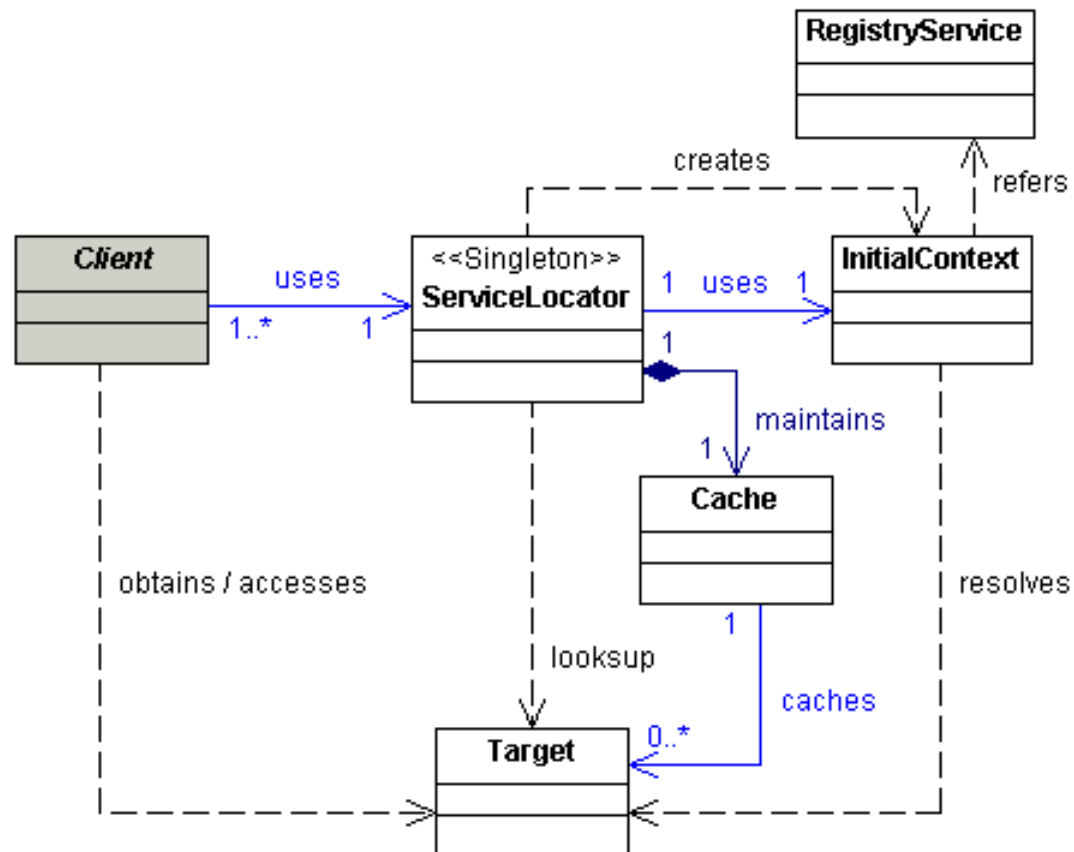 RegistryService
creates
refers
Client
uses
1..*
1
<<Singleton>>
ServiceLocator
1 uses 1
InitialContext
1
maintains
1
Cache
obtains / accesses
resolves
1
looksup
caches
0..*
Target